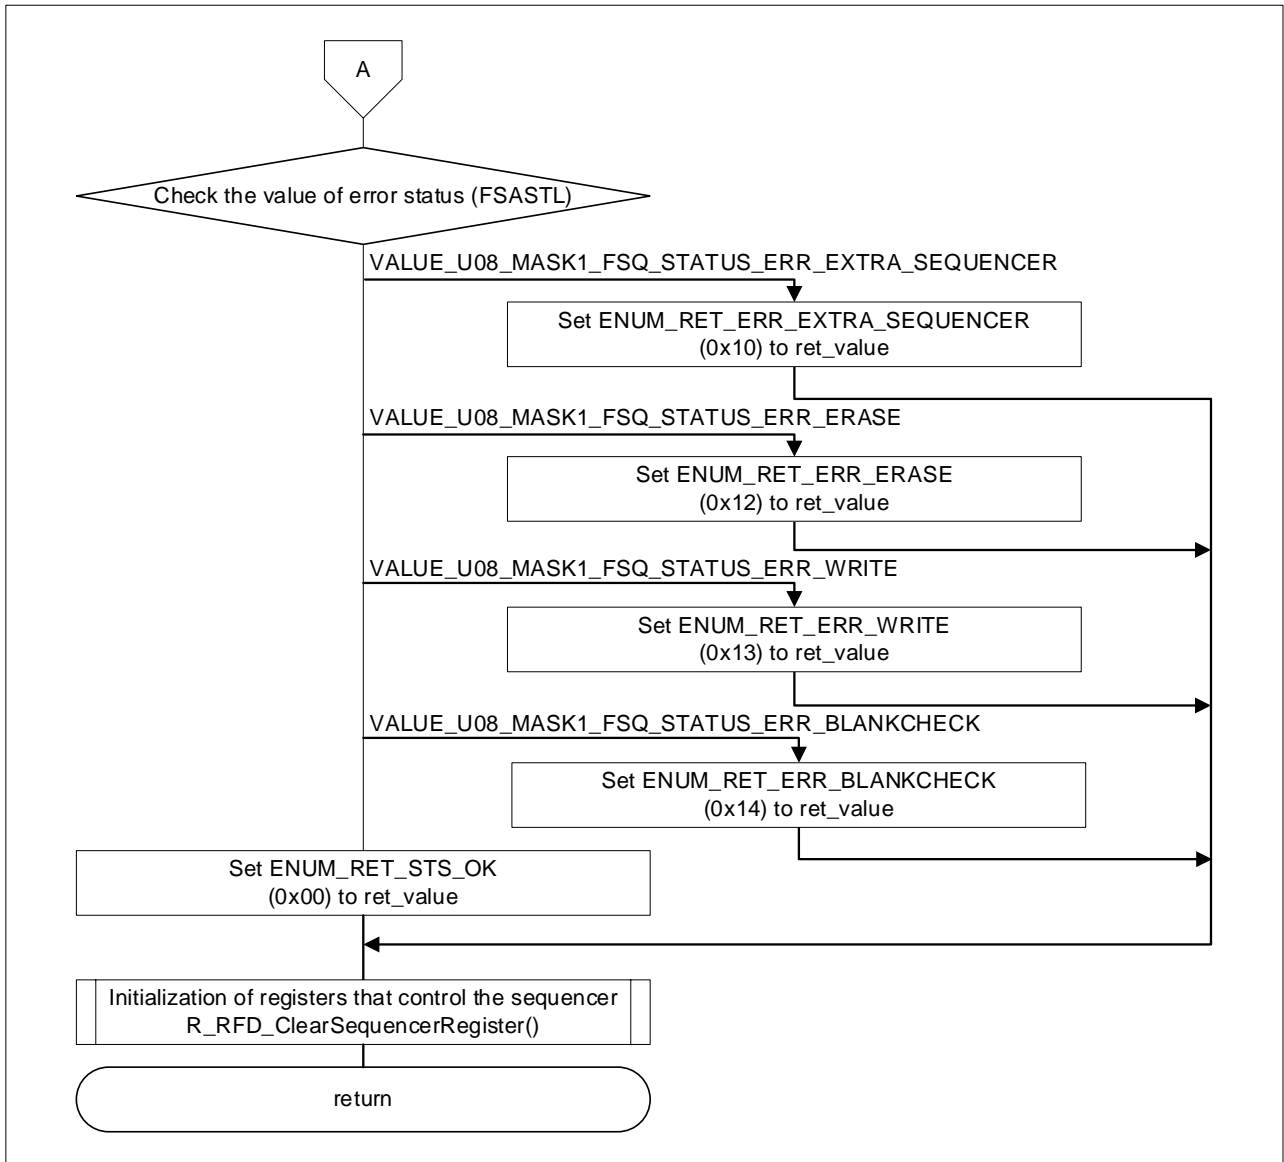 A
Check the value of error status (FSASTL)
VALUE_U08_MASK1_FSQ_STATUS_ERR_EXTRA_SEQUENCER
Set ENUM_RET_ERR_EXTRA_SEQUENCER
(0x10) to ret_value
VALUE_U08_MASK1_FSQ_STATUS_ERR_ERASE
Set ENUM_RET_ERR_ERASE
(0x12) to ret_value
VALUE_U08_MASK1_FSQ_STATUS_ERR_WRITE
Set ENUM_RET_ERR_WRITE
(0x13) to ret_value
VALUE_U08_MASK1_FSQ_STATUS_ERR_BLANKCHECK
Set ENUM_RET_ERR_BLANKCHECK
(0x14) to ret_value
Set ENUM_RET_STS_OK
(0x00) to ret_value
Initialization of registers that control the sequencer
R_RFD_ClearSequencerRegister()
return